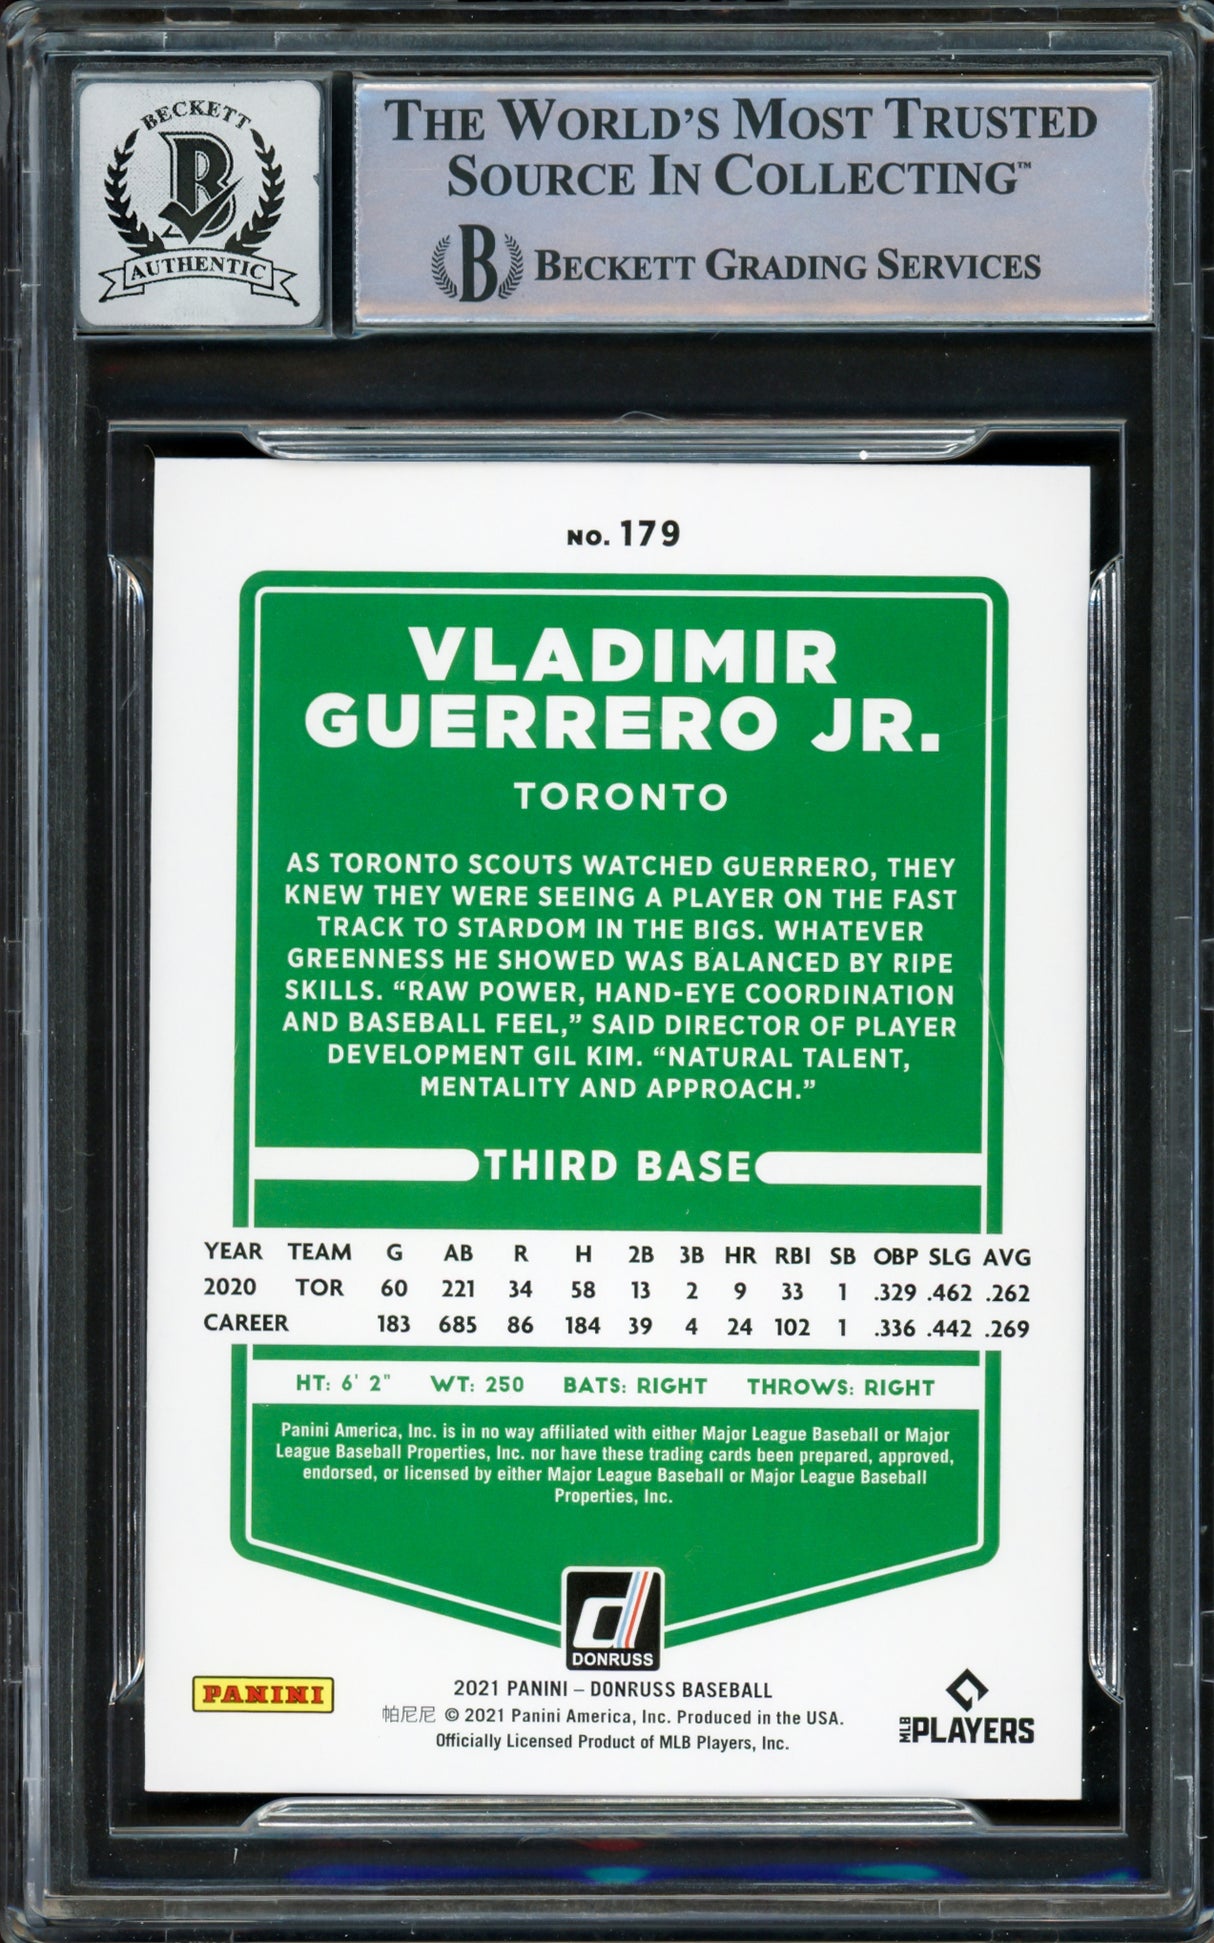 BECKETT
B
AUTHENTIC
THE WORLD'S MOST TRUSTED
SOURCE IN COLLECTING™
B BECKETT GRADING SERVICES
NO. 179
VLADIMIR
GUERRERO JR.
TORONTO
AS TORONTO SCOUTS WATCHED GUERRERO, THEY
KNEW THEY WERE SEEING A PLAYER ON THE FAST
TRACK TO STARDOM IN THE BIGS. WHATEVER
GREENNESS HE SHOWED WAS BALANCED BY RIPE
SKILLS. “RAW POWER, HAND-EYE COORDINATION
AND BASEBALL FEEL,” SAID DIRECTOR OF PLAYER
DEVELOPMENT GIL KIM. “NATURAL TALENT,
MENTALITY AND APPROACH.”
THIRD BASE
YEAR TEAM G AB R H 2B 3B HR RBI SB OBP SLG AVG
2020 TOR 60 221 34 58 13 2 9 33 1 .329 .462 .262
CAREER 183 685 86 184 39 4 24 102 1 .336 .442 .269
HT: 6' 2" WT: 250 BATS: RIGHT THROWS: RIGHT
Panini America, Inc. is in no way affiliated with either Major League Baseball or Major
League Baseball Properties, Inc. nor have these trading cards been prepared, approved,
endorsed, or licensed by either Major League Baseball or Major League Baseball
Properties, Inc.
d
DONRUSS
PANINI
2021 PANINI – DONRUSS BASEBALL
帕尼尼 © 2021 Panini America, Inc. Produced in the USA.
Officially Licensed Product of MLB Players, Inc.
MLB PLAYERS